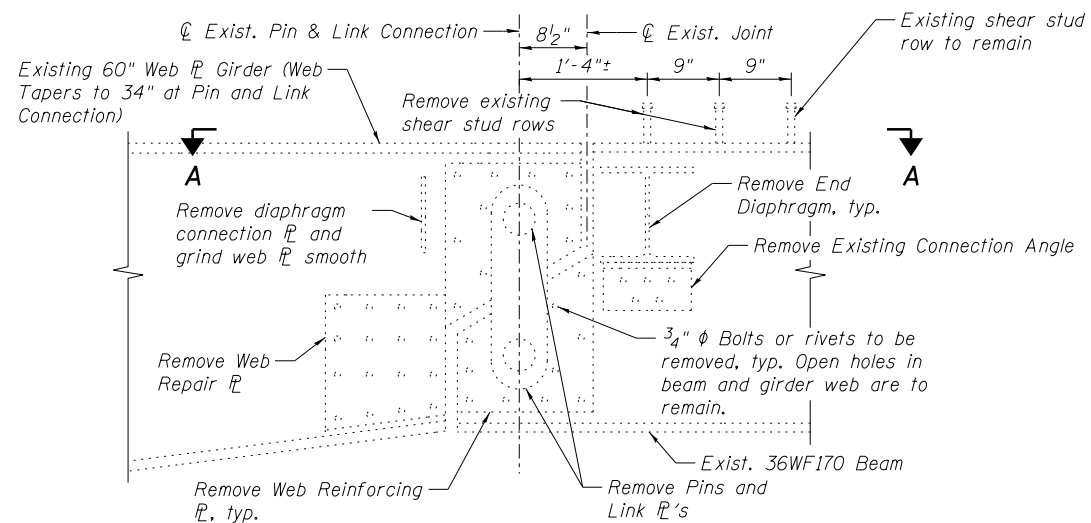 ℄ Exist. Pin & Link Connection
8½"
℄ Exist. Joint
Existing shear stud
row to remain
Existing 60" Web ⅊ Girder (Web
Tapers to 34" at Pin and Link
Connection)
1'-4"±
9"
9"
Remove existing
shear stud rows
A
A
Remove diaphragm
connection ⅊ and
grind web ⅊ smooth
Remove End
Diaphragm, typ.
Remove Existing Connection Angle
Remove Web
Repair ⅊
¾" ϕ Bolts or rivets to be
removed, typ. Open holes in
beam and girder web are to
remain.
Exist. 36WF170 Beam
Remove Web Reinforcing
⅊, typ.
Remove Pins and
Link ⅊'s